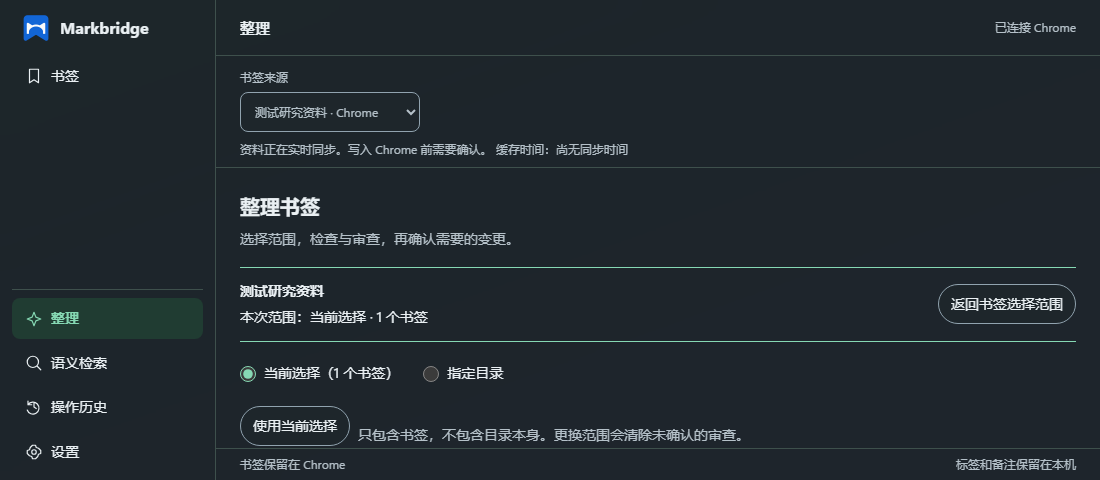 Markbridge
书签
整理
语义检索
操作历史
设置
整理
已连接 Chrome
书签来源
测试研究资料 · Chrome
资料正在实时同步。写入 Chrome 前需要确认。 缓存时间：尚无同步时间
整理书签
选择范围，检查与审查，再确认需要的变更。
测试研究资料
本次范围：当前选择 · 1 个书签
返回书签选择范围
当前选择（1 个书签）
指定目录
使用当前选择
只包含书签，不包含目录本身。更换范围会清除未确认的审查。
书签保留在 Chrome
标签和备注保留在本机